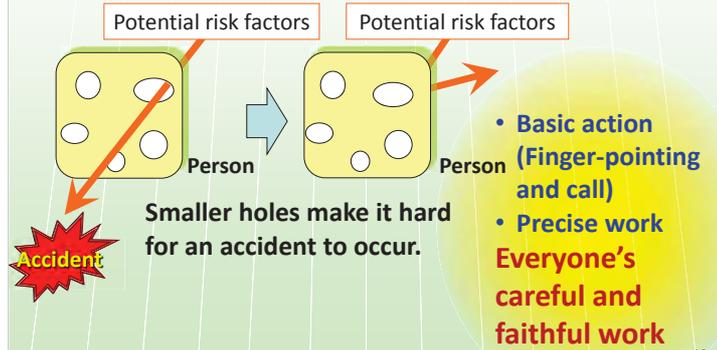 Potential risk factors
Potential risk factors
Person
Person
Accident
Smaller holes make it hard
for an accident to occur.
• Basic action
(Finger-pointing
and call)
• Precise work
Everyone's
careful and
faithful work